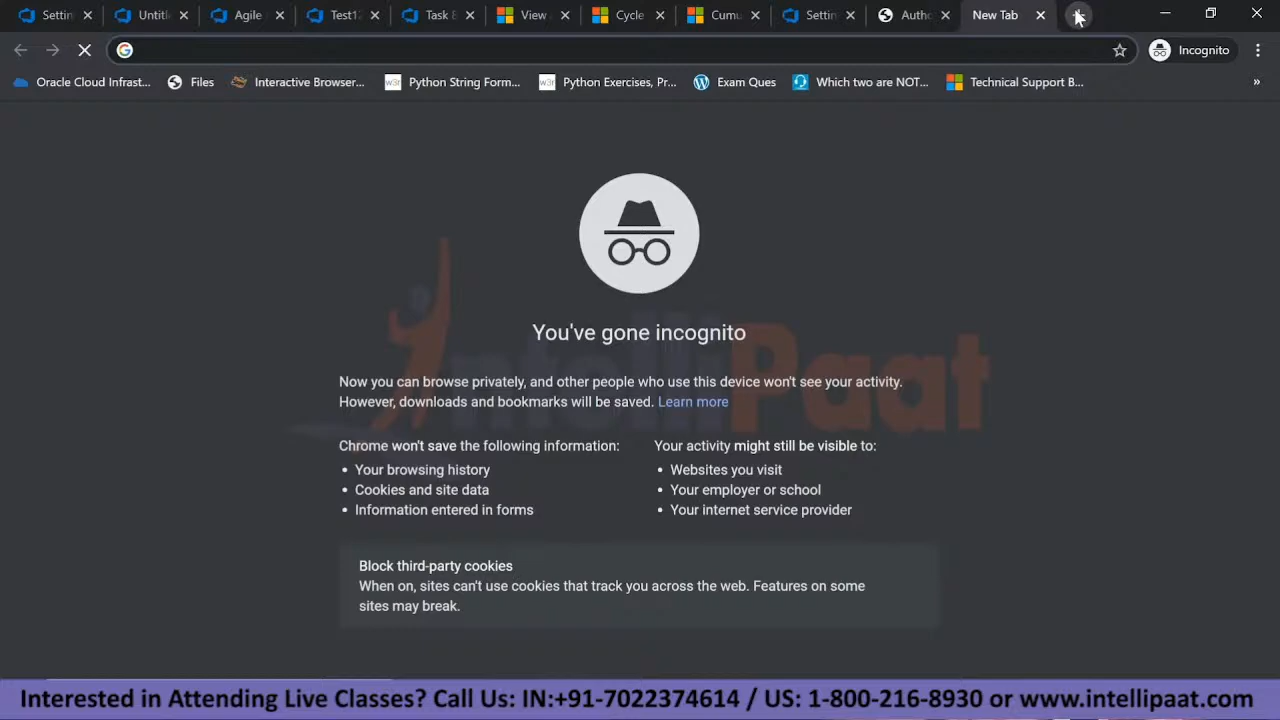 Settin
Untitl
Agile
Test12
Task B
View a
Cycle
Cumu
Settin
Autho
New Tab
Incognito
Oracle Cloud Infrast...
Files
Interactive Browser...
w3r
Python String Form...
w3r
Python Exercises, Pr...
Exam Ques
Which two are NOT...
Technical Support B...
»
You've gone incognito
Now you can browse privately, and other people who use this device won't see your activity.
However, downloads and bookmarks will be saved. Learn more
Chrome won't save the following information:
• Your browsing history
• Cookies and site data
• Information entered in forms
Your activity might still be visible to:
• Websites you visit
• Your employer or school
• Your internet service provider
IntelliPaat
Block third-party cookies
When on, sites can't use cookies that track you across the web. Features on some
sites may break.
Interested in Attending Live Classes? Call Us: IN:+91-7022374614 / US: 1-800-216-8930 or www.intellipaat.com